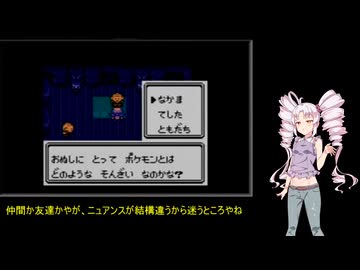 なかま
てした
ともだち
おぬしに とって ポケモンとは
どのような そんざい なのかな?
仲間か友達かやが、ニュアンスが結構違うから迷うところやね